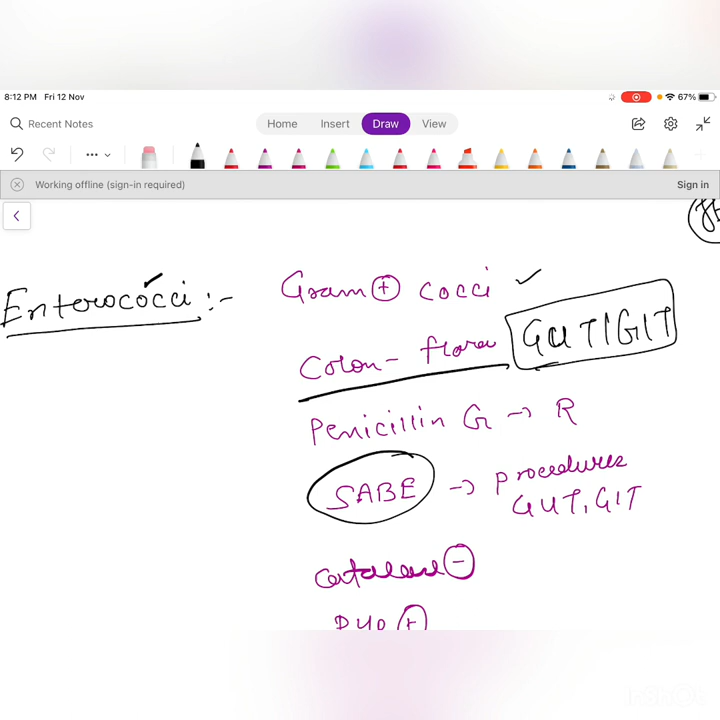 8:12 PM Fri 12 Nov
67%
Recent Notes
Home Insert Draw View
Working offline (sign-in required)
Sign in
Enterococci :-
Gram + cocci
Colon - flora
GUT/GIT
Penicillin G → R
SABE → procedures
GUT, GIT
catalase -
PYR +